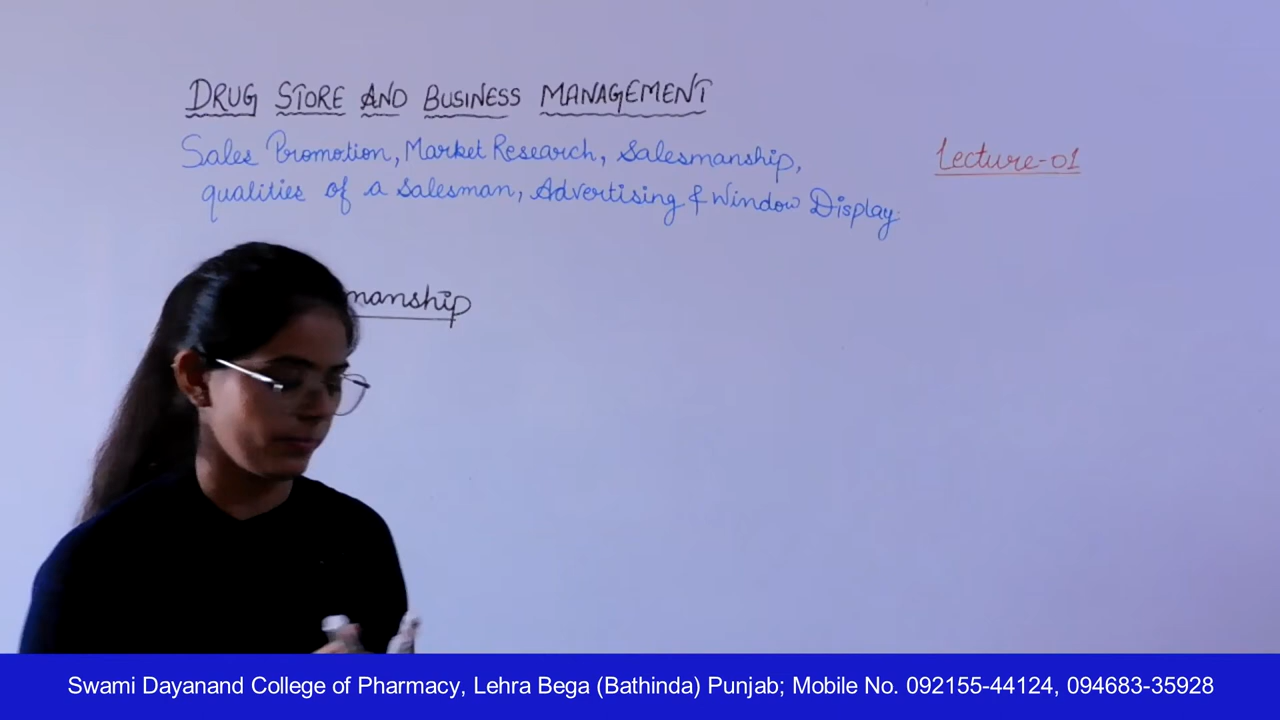 DRUG STORE AND BUSINESS MANAGEMENT
Sales Promotion, Market Research, Salesmanship,
Lecture-01
qualities of a Salesman, Advertising & Window Display.
manship
Swami Dayanand College of Pharmacy, Lehra Bega (Bathinda) Punjab; Mobile No. 092155-44124, 094683-35928